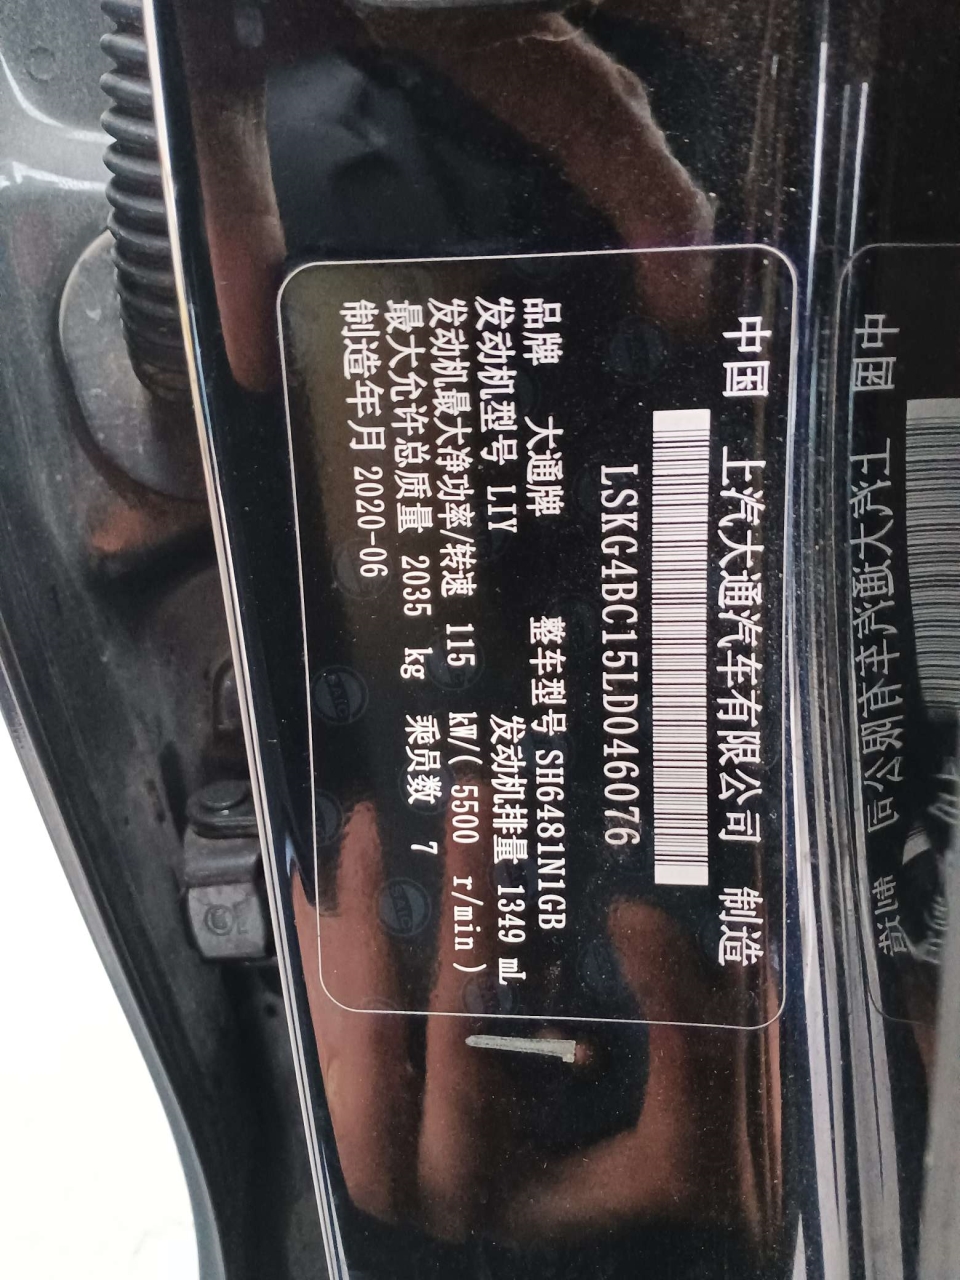 中国 上汽大通汽车有限公司 制造
LSKG4BC15LD046076
品牌 大通牌 整车型号 SH6481N1GB
发动机型号 LIY 发动机排量 1349 mL
发动机最大净功率/转速 115 kW/( 5500 r/min )
最大允许总质量 2035 kg 乘员数 7
制造年月 2020-06